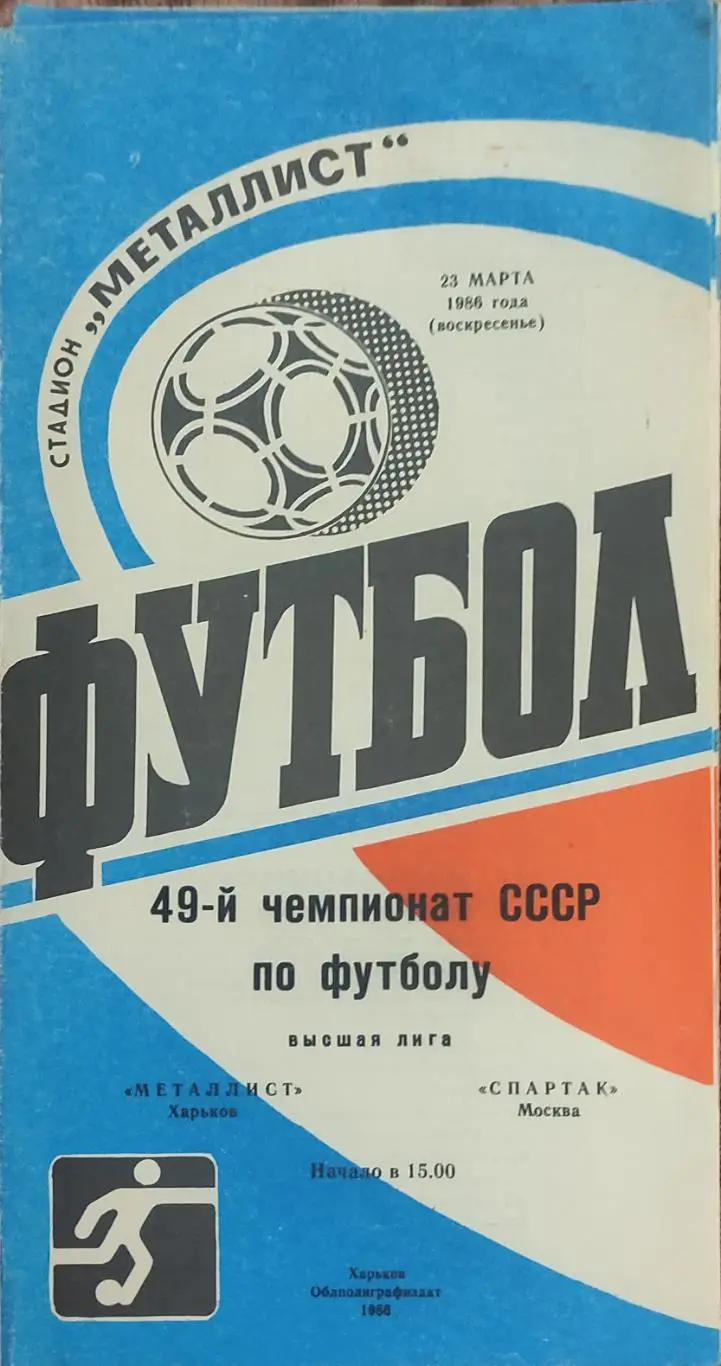 СТАДИОН „МЕТАЛЛИСТ"
23 МАРТА
1986 года
(воскресенье)
ФУТБОЛ
49-й чемпионат СССР
по футболу
высшая лига
«МЕТАЛЛИСТ»
Харьков
«СПАРТАК»
Москва
Начало в 15.00
Харьков
Облполиграфиздат
1986